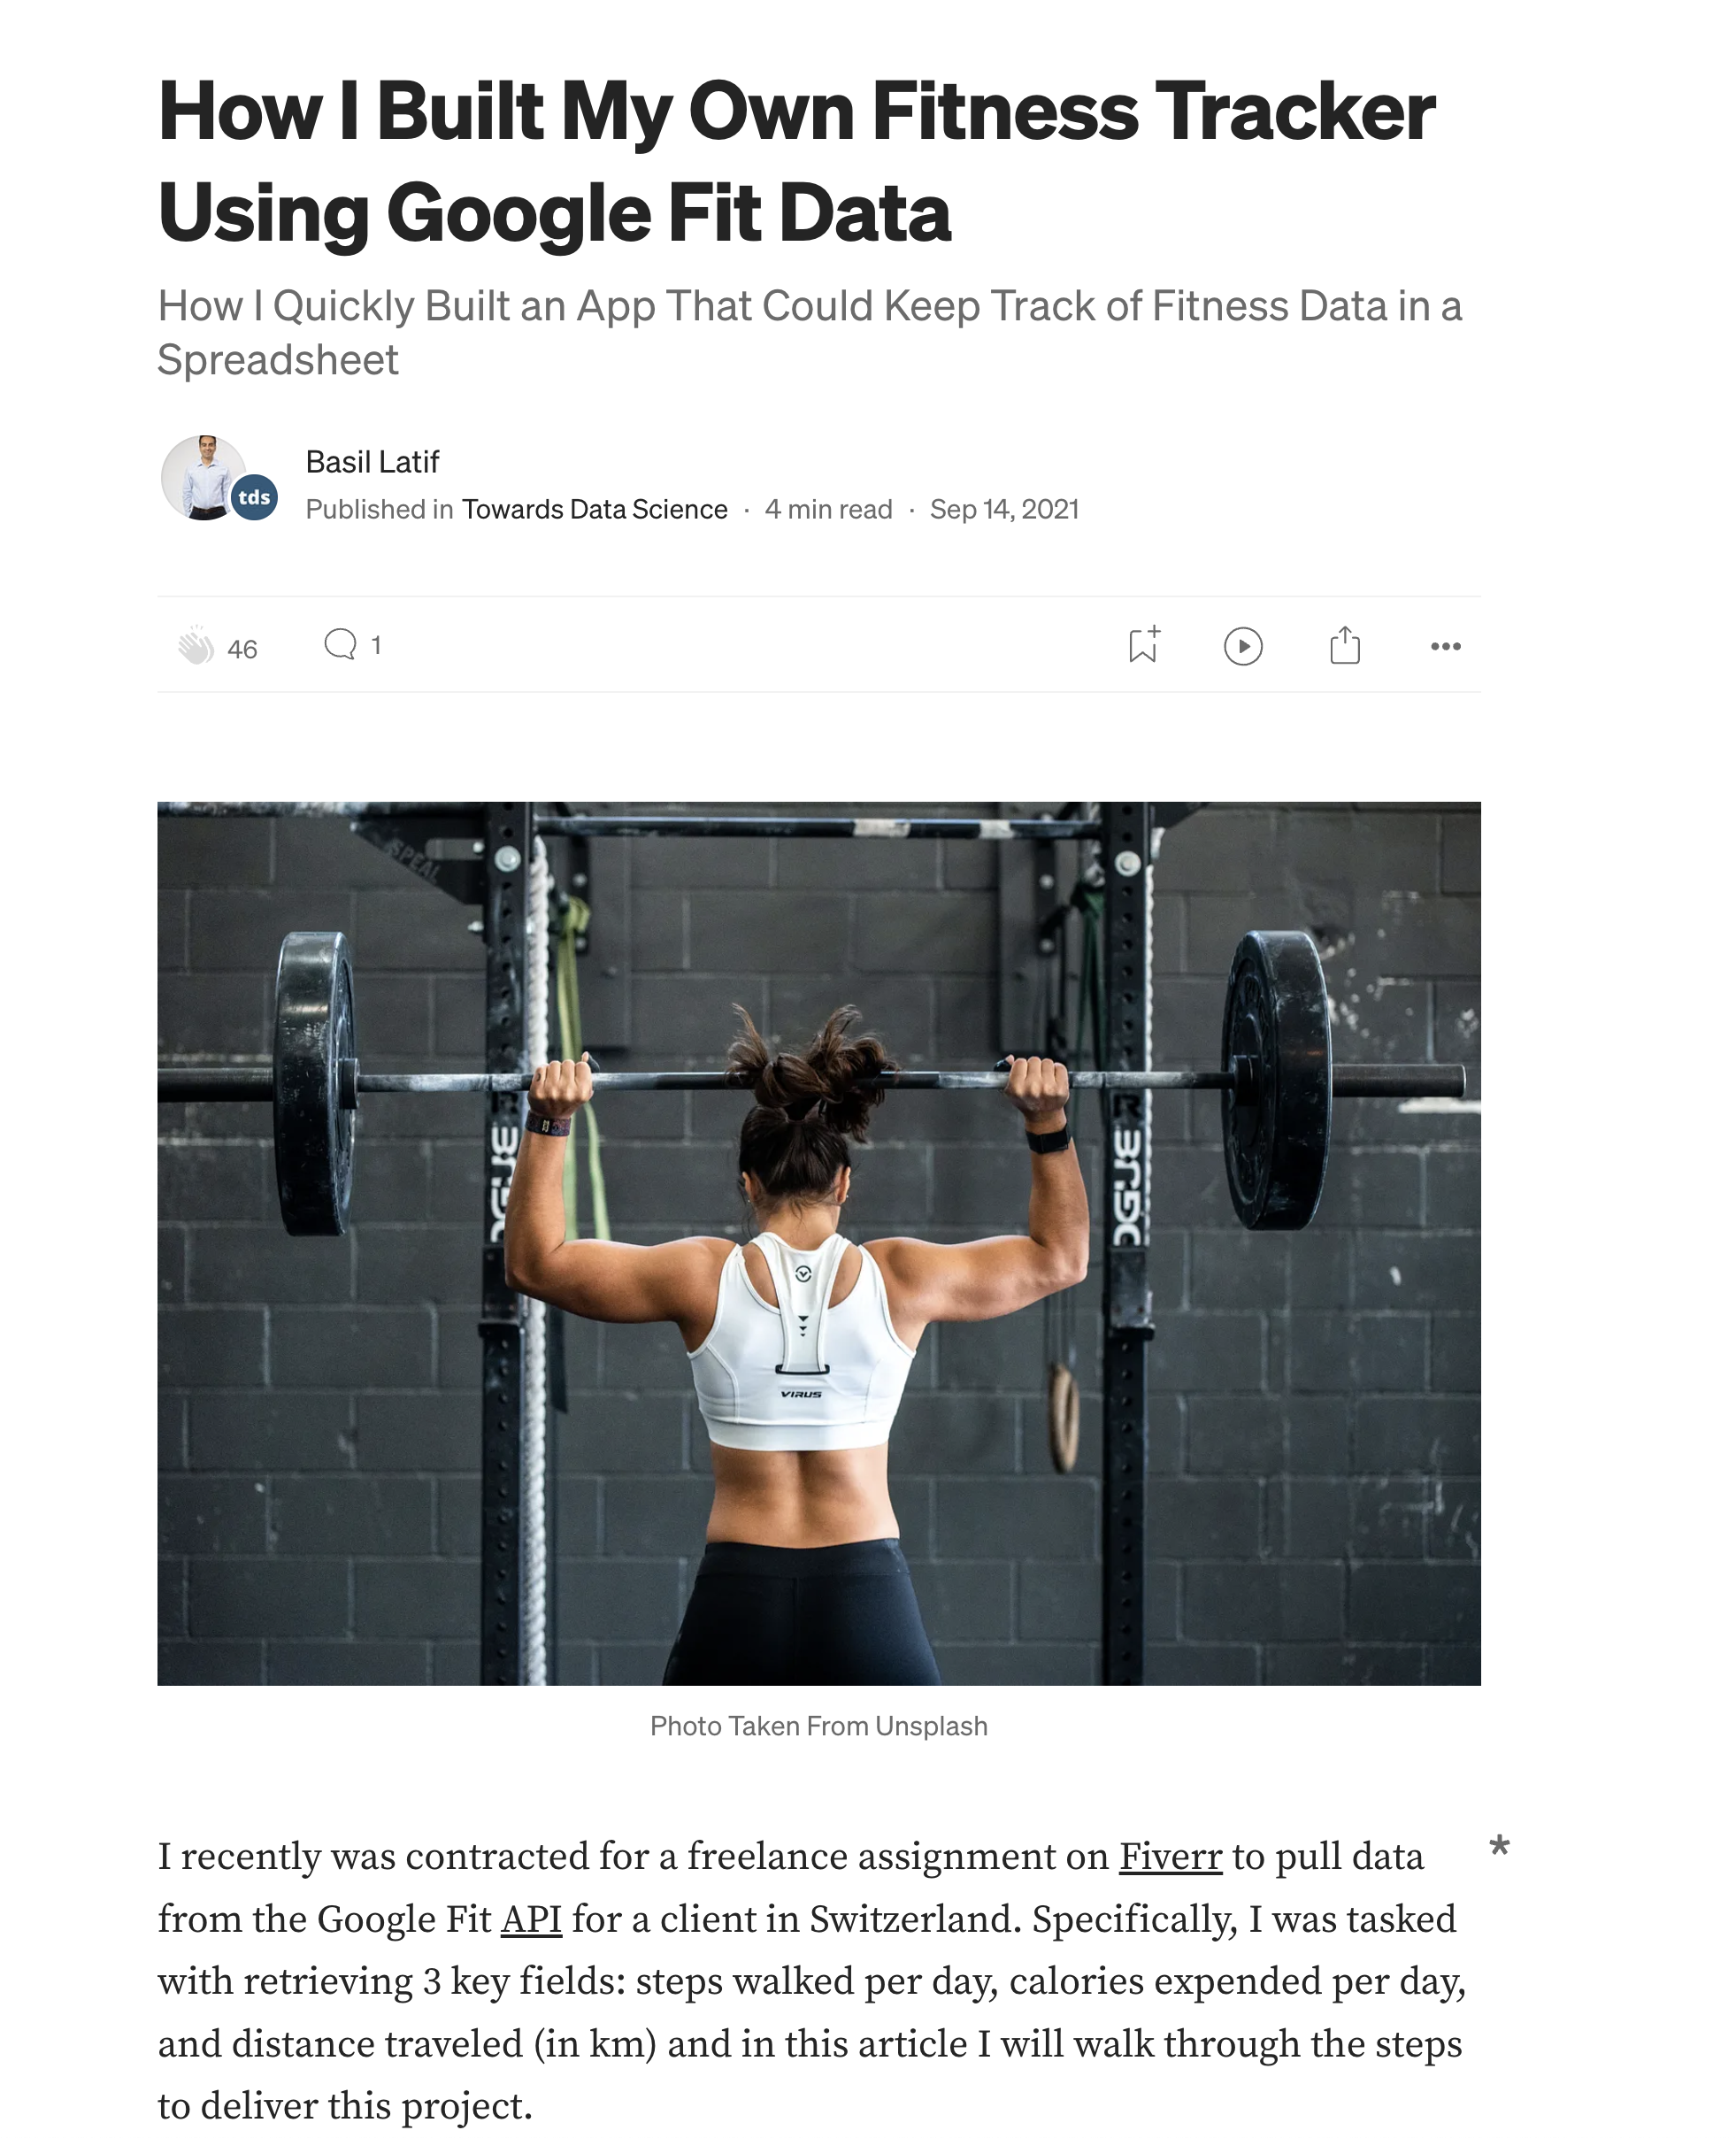 How I Built My Own Fitness Tracker
Using Google Fit Data
How I Quickly Built an App That Could Keep Track of Fitness Data in a
Spreadsheet
Basil Latif
tds
Published in Towards Data Science · 4 min read · Sep 14, 2021
46
1
SPEAL
OGUE
R
OGUE
VIRUS
Photo Taken From Unsplash
I recently was contracted for a freelance assignment on Fiverr to pull data
*
from the Google Fit API for a client in Switzerland. Specifically, I was tasked
with retrieving 3 key fields: steps walked per day, calories expended per day,
and distance traveled (in km) and in this article I will walk through the steps
to deliver this project.